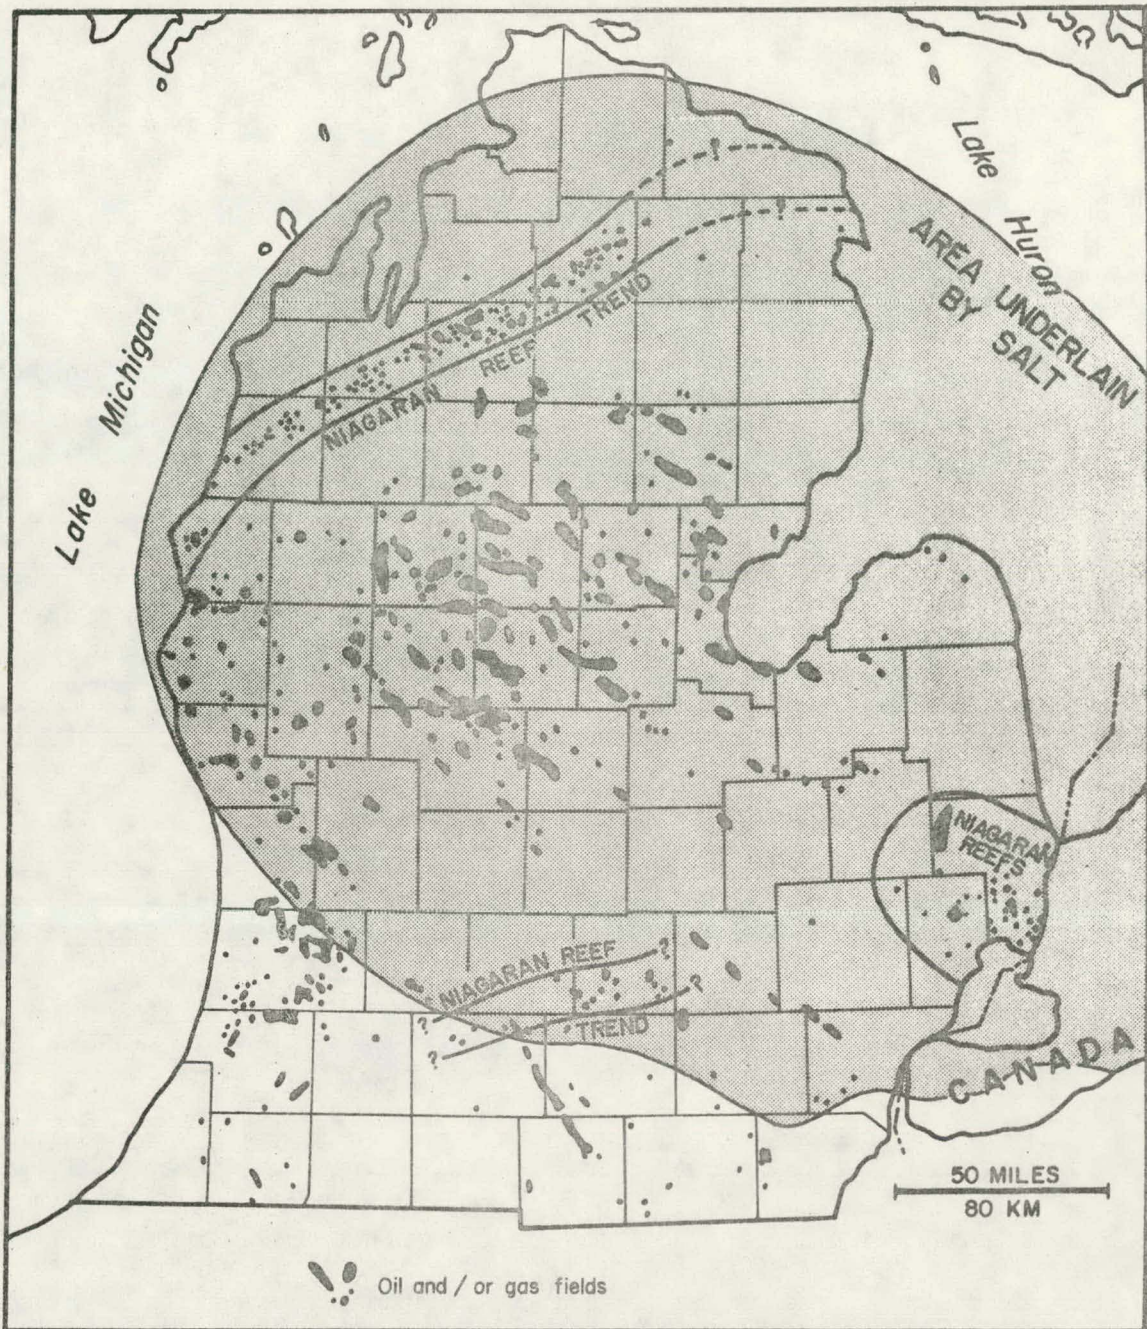 Lake
Huron
AREA UNDERLAIN
BY SALT
Lake Michigan
NIAGARAN REEF TREND
NIAGARAN
REEFS
NIAGARAN REEF
TREND
?
?
?
?
CANADA
50 MILES
80 KM
Oil and / or gas fields